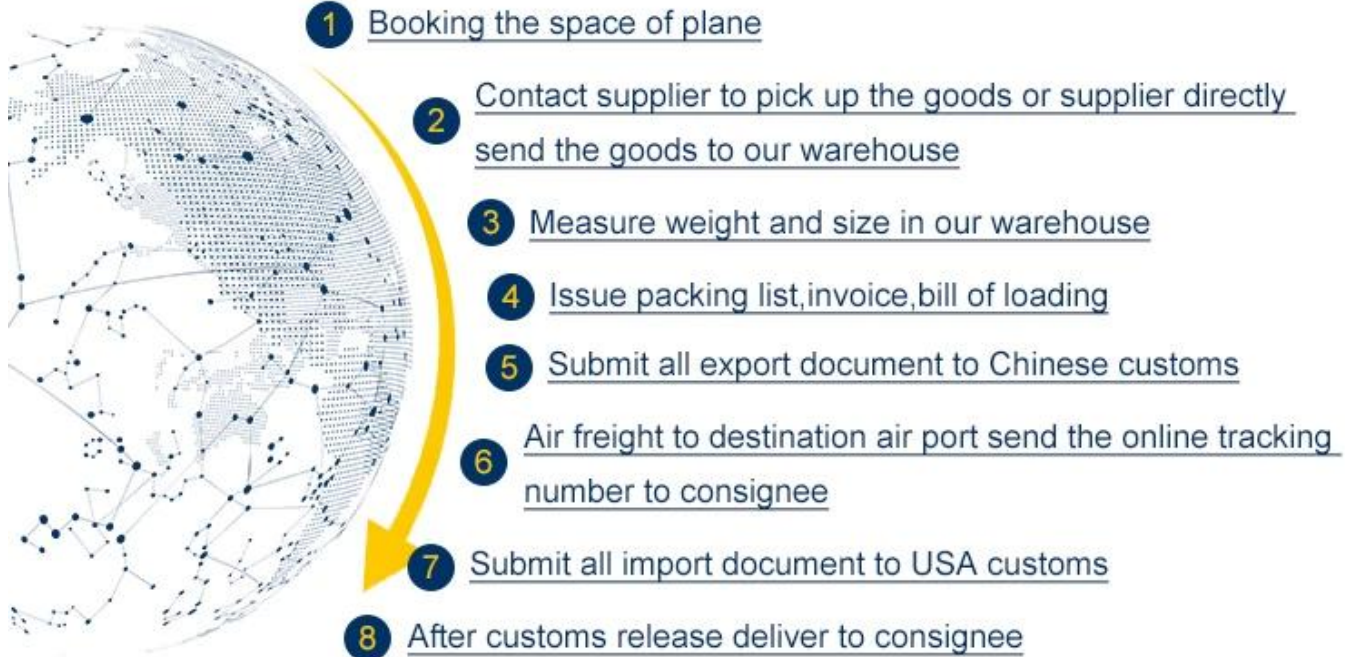 1 Booking the space of plane
2 Contact supplier to pick up the goods or supplier directly
send the goods to our warehouse
3 Measure weight and size in our warehouse
4 Issue packing list,invoice,bill of loading
5 Submit all export document to Chinese customs
6 Air freight to destination air port send the online tracking
number to consignee
7 Submit all import document to USA customs
8 After customs release deliver to consignee